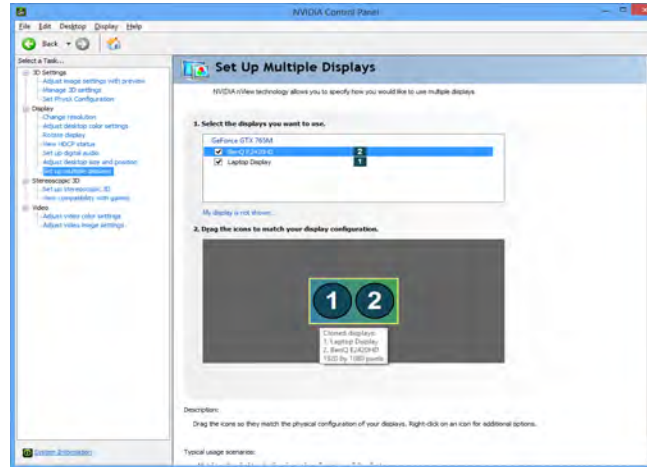 NVIDIA Control Panel
File Edit Desktop Display Help
Back
Select a Task...
3D Settings
Adjust image settings with preview
Manage 3D settings
Set PhysX Configuration
Display
Change resolution
Adjust desktop color settings
Rotate display
View HDCP status
Set up digital audio
Adjust desktop size and position
Set up multiple displays
Stereoscopic 3D
Set up stereoscopic 3D
View compatibility with games
Video
Adjust video color settings
Adjust video image settings
System Information
Set Up Multiple Displays
NVIDIA nView technology allows you to specify how you would like to use multiple displays.
1. Select the displays you want to use.
GeForce GTX 765M
BenQ E2420HD 2
Laptop Display 1
My display is not shown...
2. Drag the icons to match your display configuration.
1 2
Cloned displays:
1. Laptop Display
2. BenQ E2420HD
1920 by 1080 pixels
Description:
Drag the icons so they match the physical configuration of your displays. Right-click on an icon for additional options.
Typical usage scenarios: